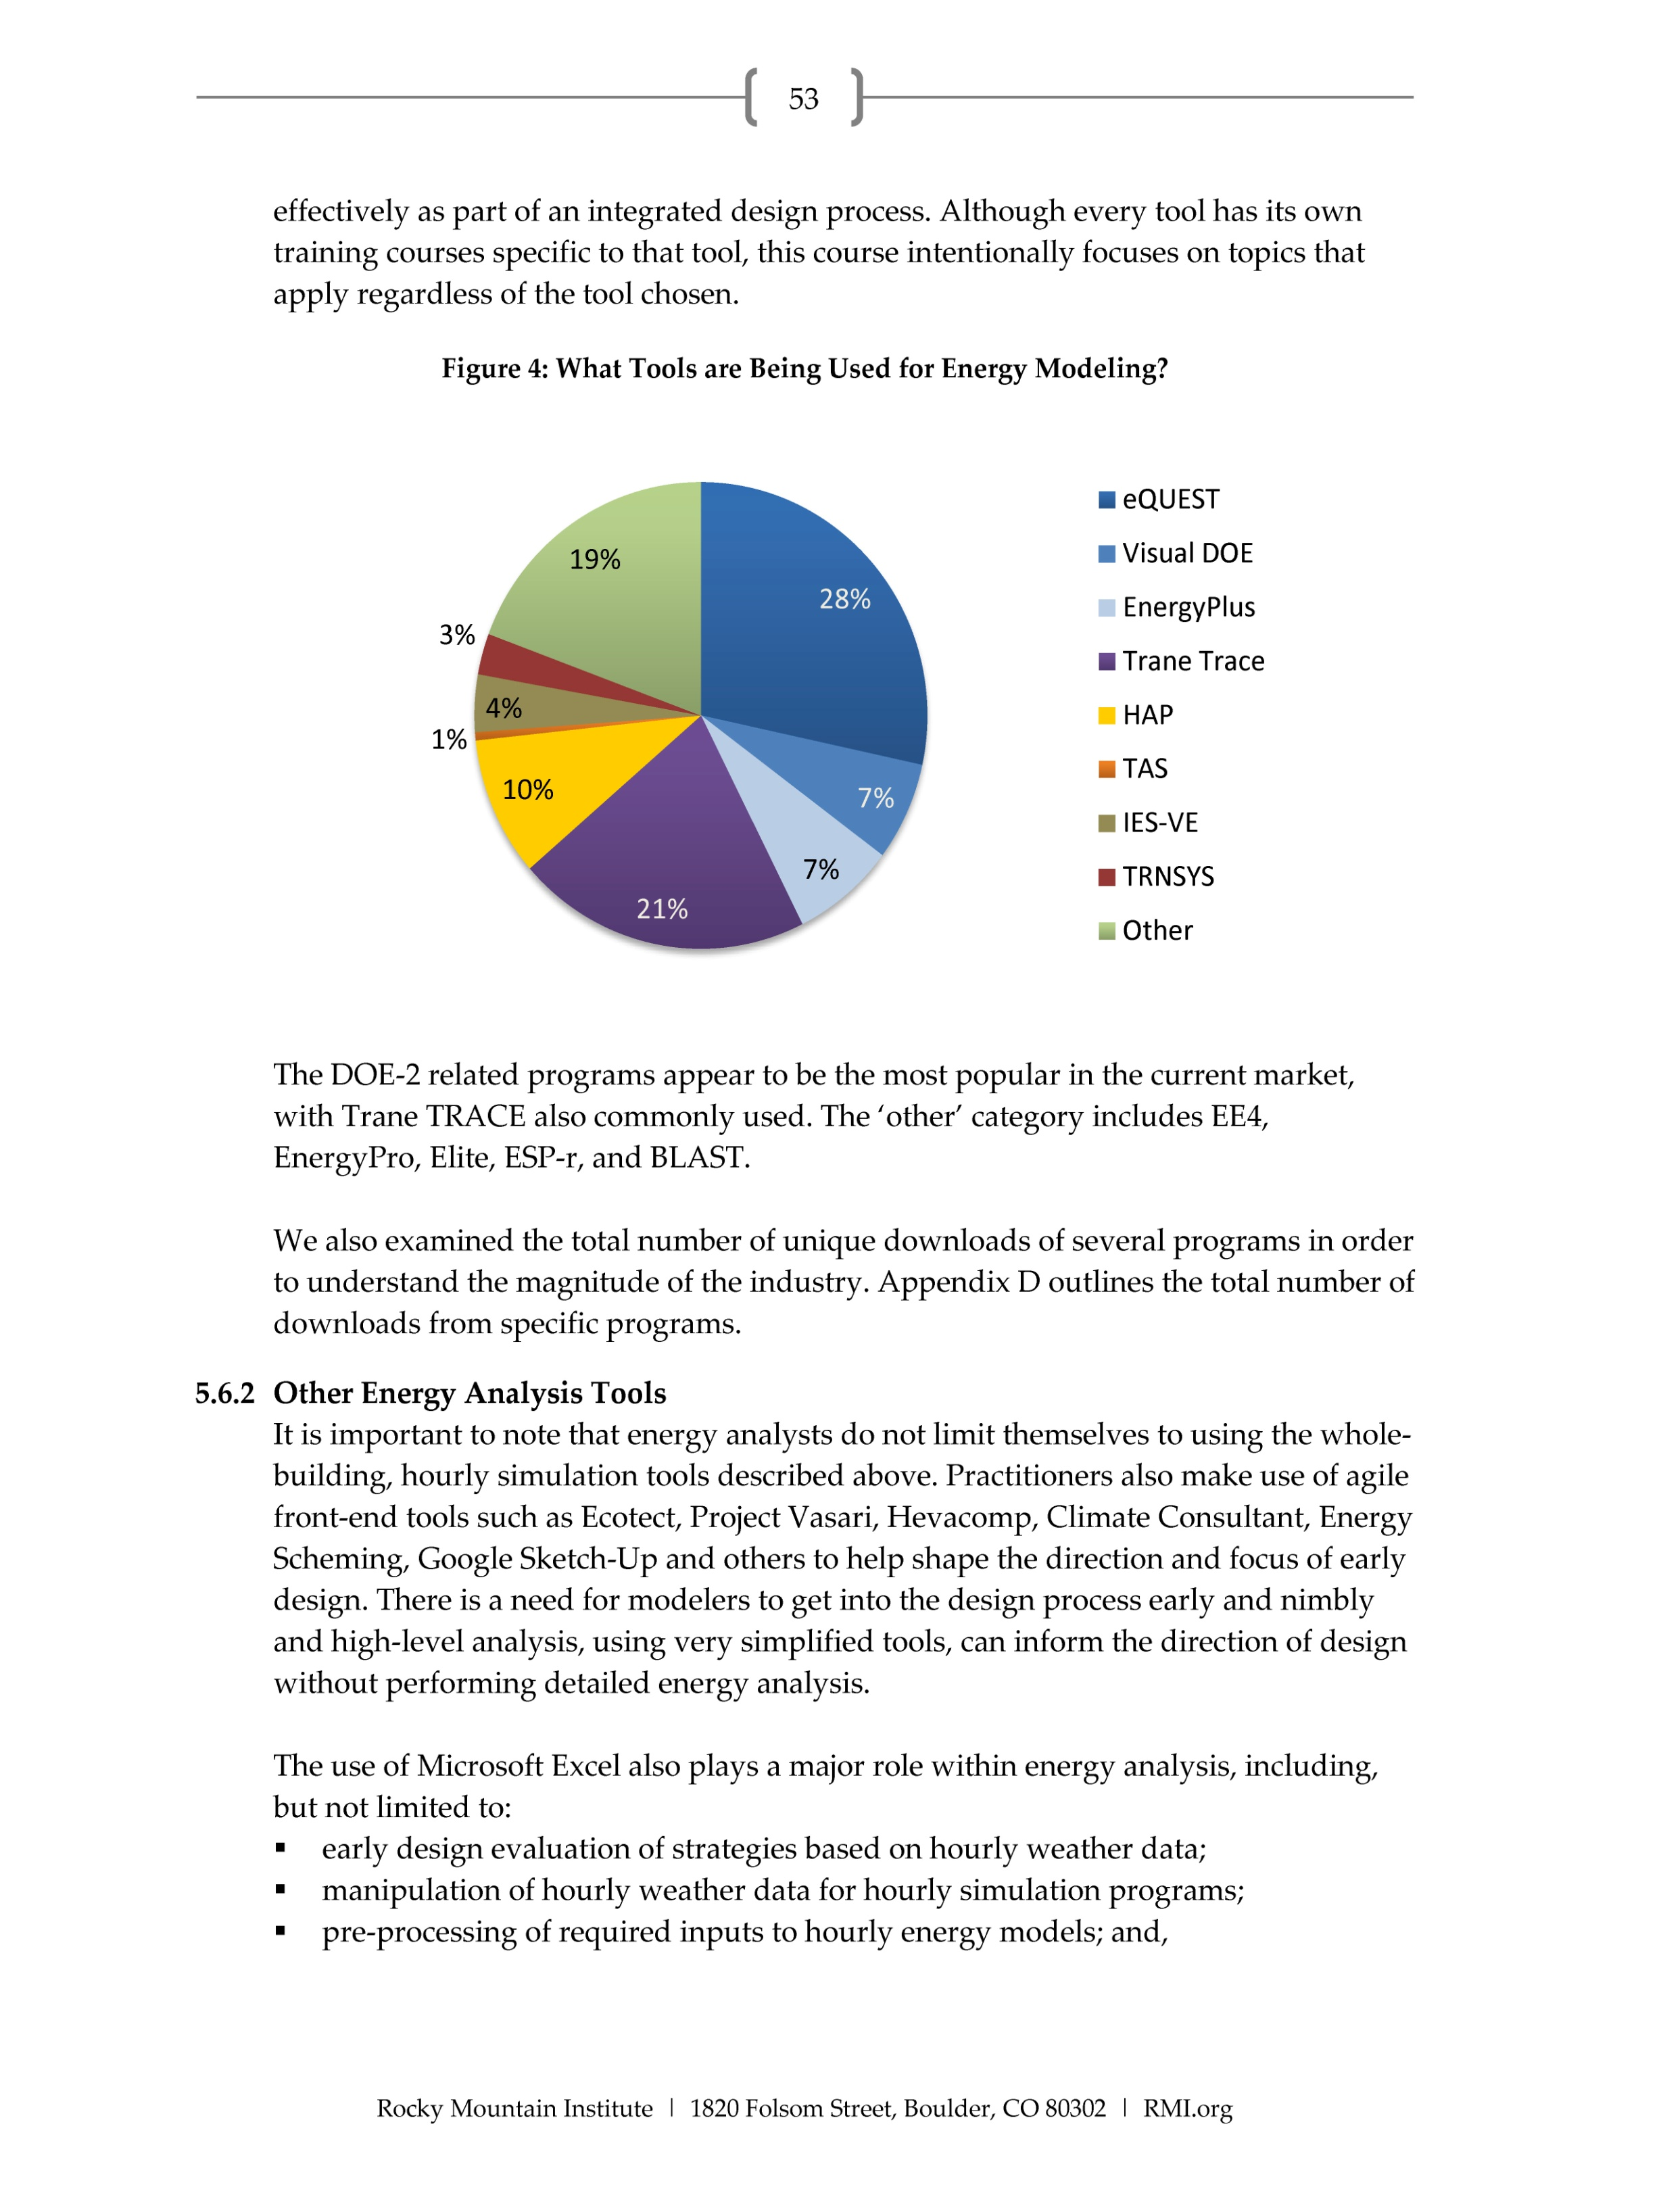 53
effectively as part of an integrated design process. Although every tool has its own
training courses specific to that tool, this course intentionally focuses on topics that
apply regardless of the tool chosen.
Figure 4: What Tools are Being Used for Energy Modeling?
28%
7%
7%
21%
10%
1%
4%
3%
19%
eQUEST
Visual DOE
EnergyPlus
Trane Trace
HAP
TAS
IES-VE
TRNSYS
Other
The DOE-2 related programs appear to be the most popular in the current market,
with Trane TRACE also commonly used. The ‘other’ category includes EE4,
EnergyPro, Elite, ESP-r, and BLAST.
We also examined the total number of unique downloads of several programs in order
to understand the magnitude of the industry. Appendix D outlines the total number of
downloads from specific programs.
5.6.2 Other Energy Analysis Tools
It is important to note that energy analysts do not limit themselves to using the whole-
building, hourly simulation tools described above. Practitioners also make use of agile
front-end tools such as Ecotect, Project Vasari, Hevacomp, Climate Consultant, Energy
Scheming, Google Sketch-Up and others to help shape the direction and focus of early
design. There is a need for modelers to get into the design process early and nimbly
and high-level analysis, using very simplified tools, can inform the direction of design
without performing detailed energy analysis.
The use of Microsoft Excel also plays a major role within energy analysis, including,
but not limited to:
▪ early design evaluation of strategies based on hourly weather data;
▪ manipulation of hourly weather data for hourly simulation programs;
▪ pre-processing of required inputs to hourly energy models; and,
Rocky Mountain Institute | 1820 Folsom Street, Boulder, CO 80302 | RMI.org